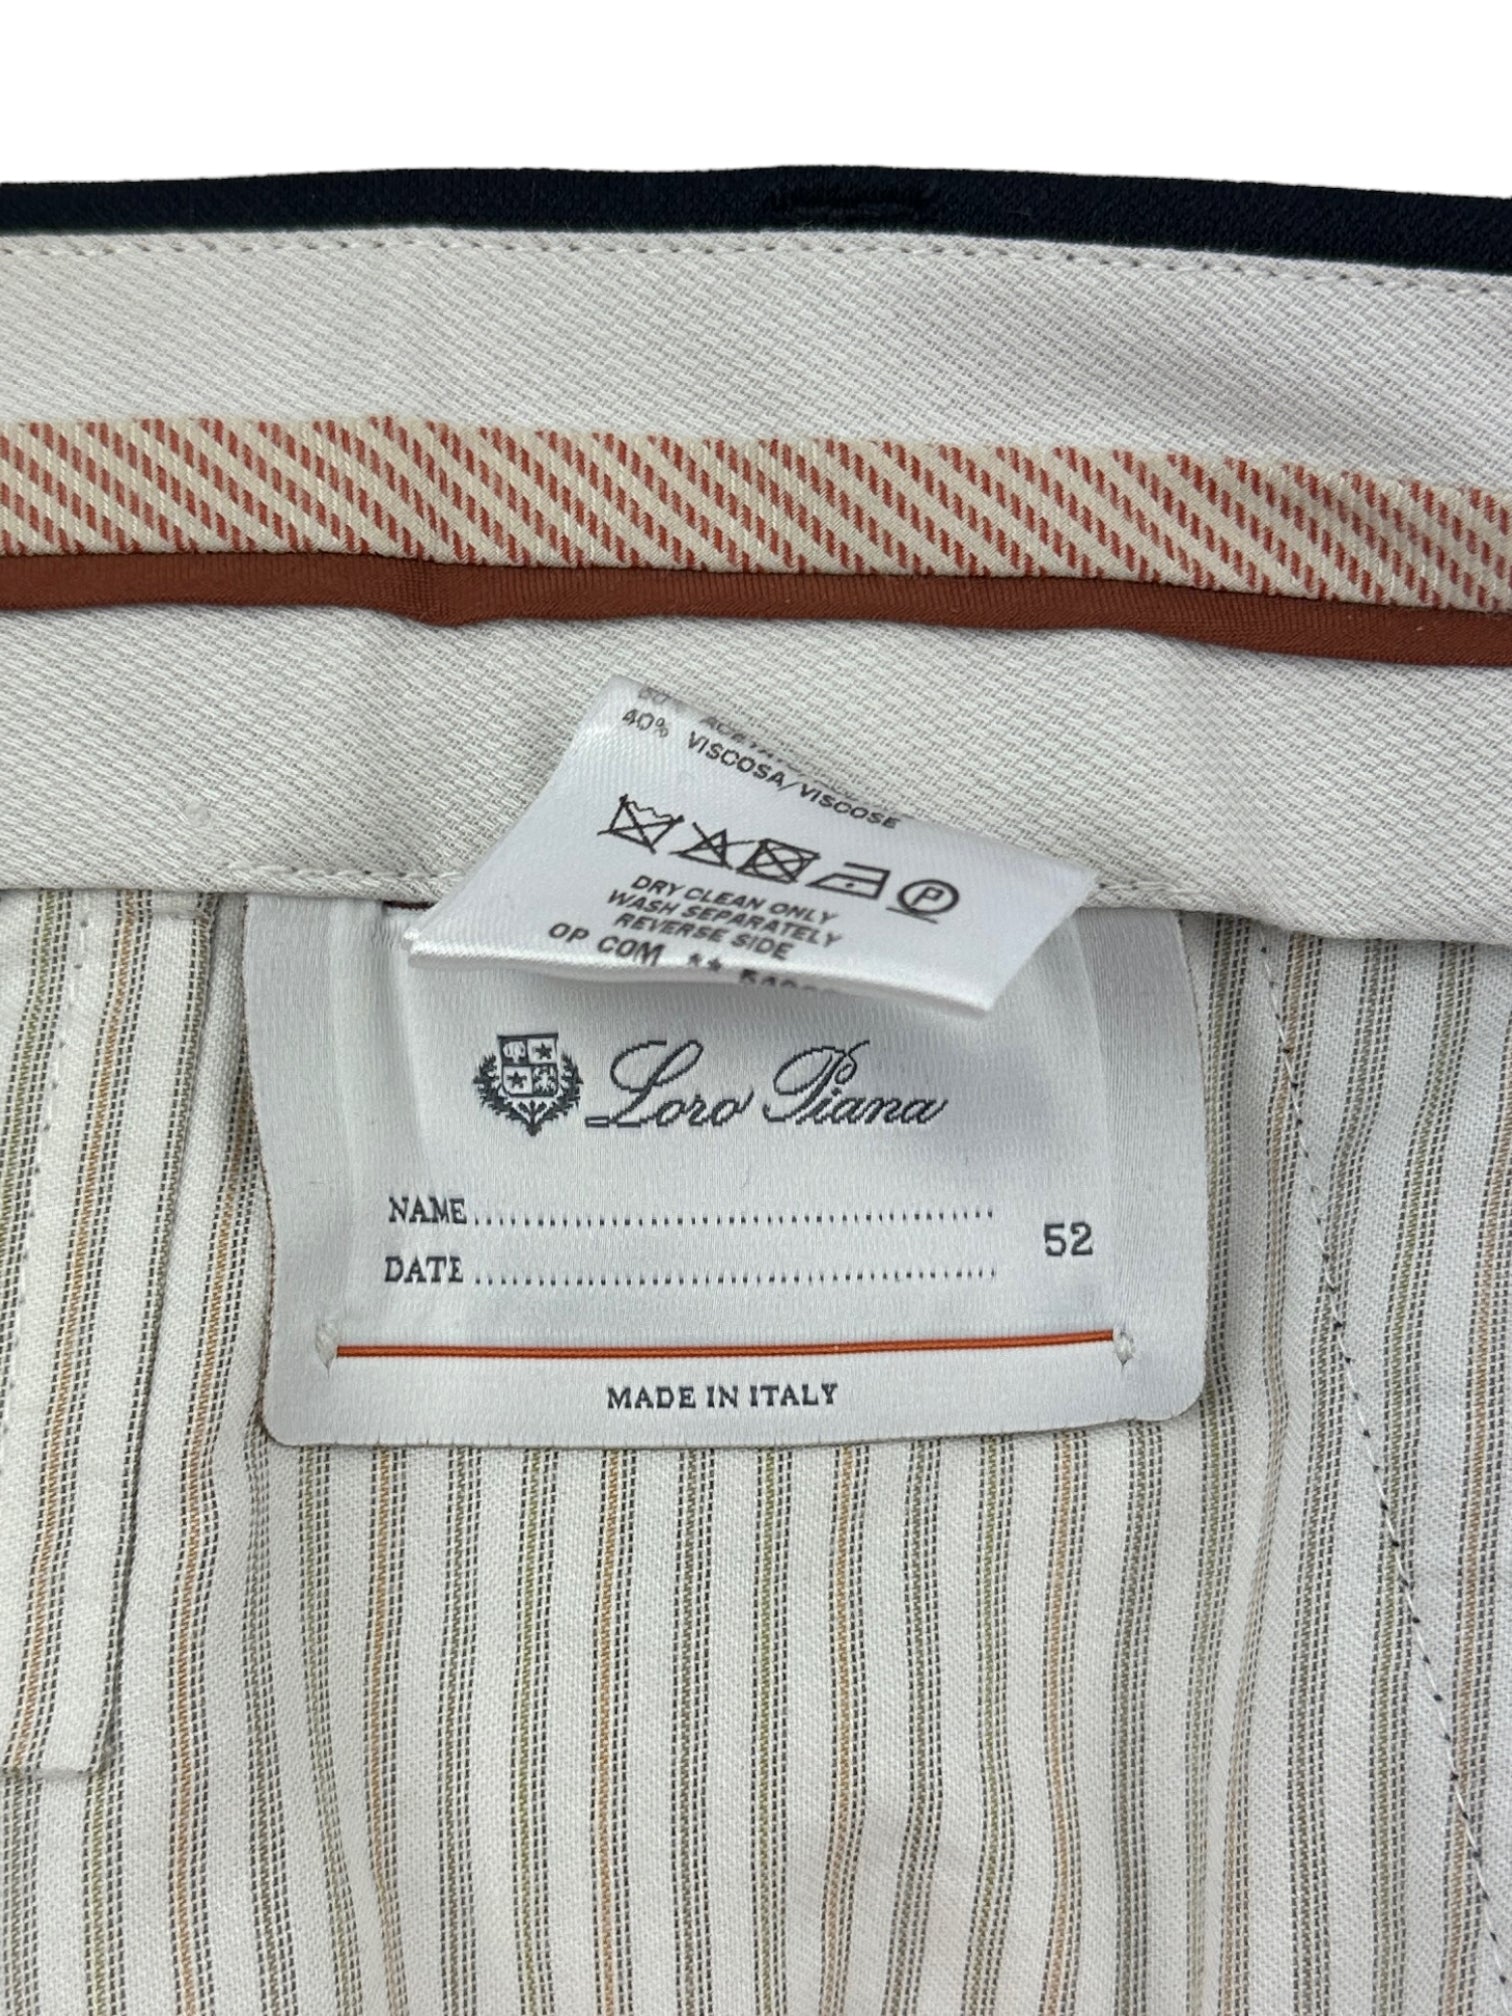 40% VISCOSA/VISCOSE
P
DRY CLEAN ONLY
WASH SEPARATELY
REVERSE SIDE
OP COM **
Loro Piana
NAME
DATE
52
MADE IN ITALY